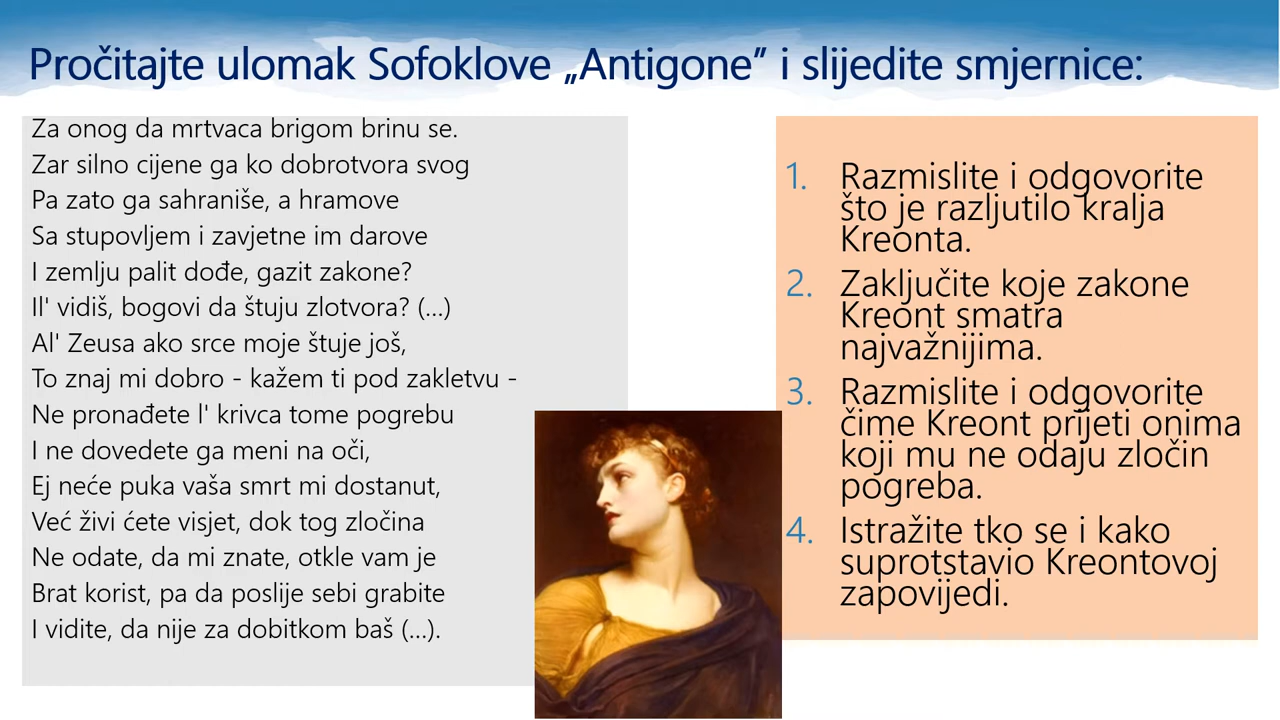 Pročitajte ulomak Sofoklove „Antigone” i slijedite smjernice:
Za onog da mrtvaca brigom brinu se.
Zar silno cijene ga ko dobrotvora svog
Pa zato ga sahraniše, a hramove
Sa stupovljem i zavjetne im darove
I zemlju palit dođe, gazit zakone?
Il' vidiš, bogovi da štuju zlotvora? (...)
Al' Zeusa ako srce moje štuje još,
To znaj mi dobro - kažem ti pod zakletvu -
Ne pronađete l' krivca tome pogrebu
I ne dovedete ga meni na oči,
Ej neće puka vaša smrt mi dostanut,
Već živi ćete visjet, dok tog zločina
Ne odate, da mi znate, otkle vam je
Brat korist, pa da poslije sebi grabite
I vidite, da nije za dobitkom baš (...).
1. Razmislite i odgovorite
što je razljutilo kralja
Kreonta.
2. Zaključite koje zakone
Kreont smatra
najvažnijima.
3. Razmislite i odgovorite
čime Kreont prijeti onima
koji mu ne odaju zločin
pogreba.
4. Istražite tko se i kako
suprotstavio Kreontovoj
zapovijedi.